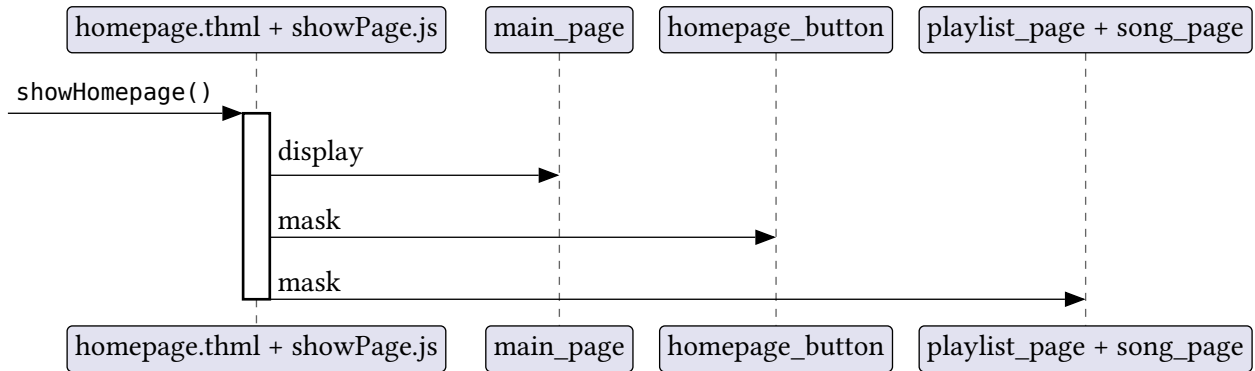 homepage.thml + showPage.js
main_page
homepage_button
playlist_page + song_page
showHomepage()
display
mask
mask
homepage.thml + showPage.js
main_page
homepage_button
playlist_page + song_page